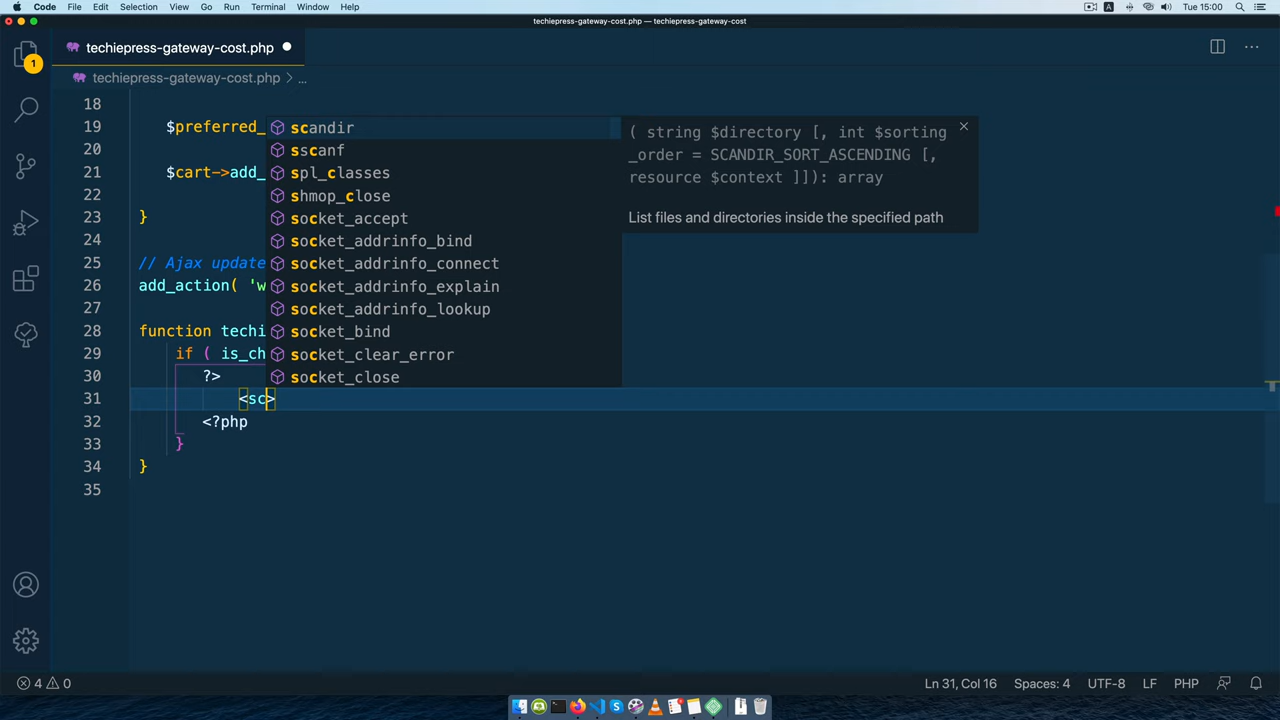 Code File Edit Selection View Go Run Terminal Window Help A Tue 15:00
techiepress-gateway-cost.php — techiepress-gateway-cost
techiepress-gateway-cost.php
1
techiepress-gateway-cost.php > ...
18
19 $preferred_
20
21 $cart->add_
22
23 }
24
25 // Ajax update
26 add_action( 'w
27
28 function techi
29 if ( is_ch
30 ?>
31 <sc>
32 <?php
33 }
34 }
35
scandir
sscanf
spl_classes
shmop_close
socket_accept
socket_addrinfo_bind
socket_addrinfo_connect
socket_addrinfo_explain
socket_addrinfo_lookup
socket_bind
socket_clear_error
socket_close
( string $directory [, int $sorting
_order = SCANDIR_SORT_ASCENDING [,
resource $context ]]): array
List files and directories inside the specified path
4 0 Ln 31, Col 16 Spaces: 4 UTF-8 LF PHP